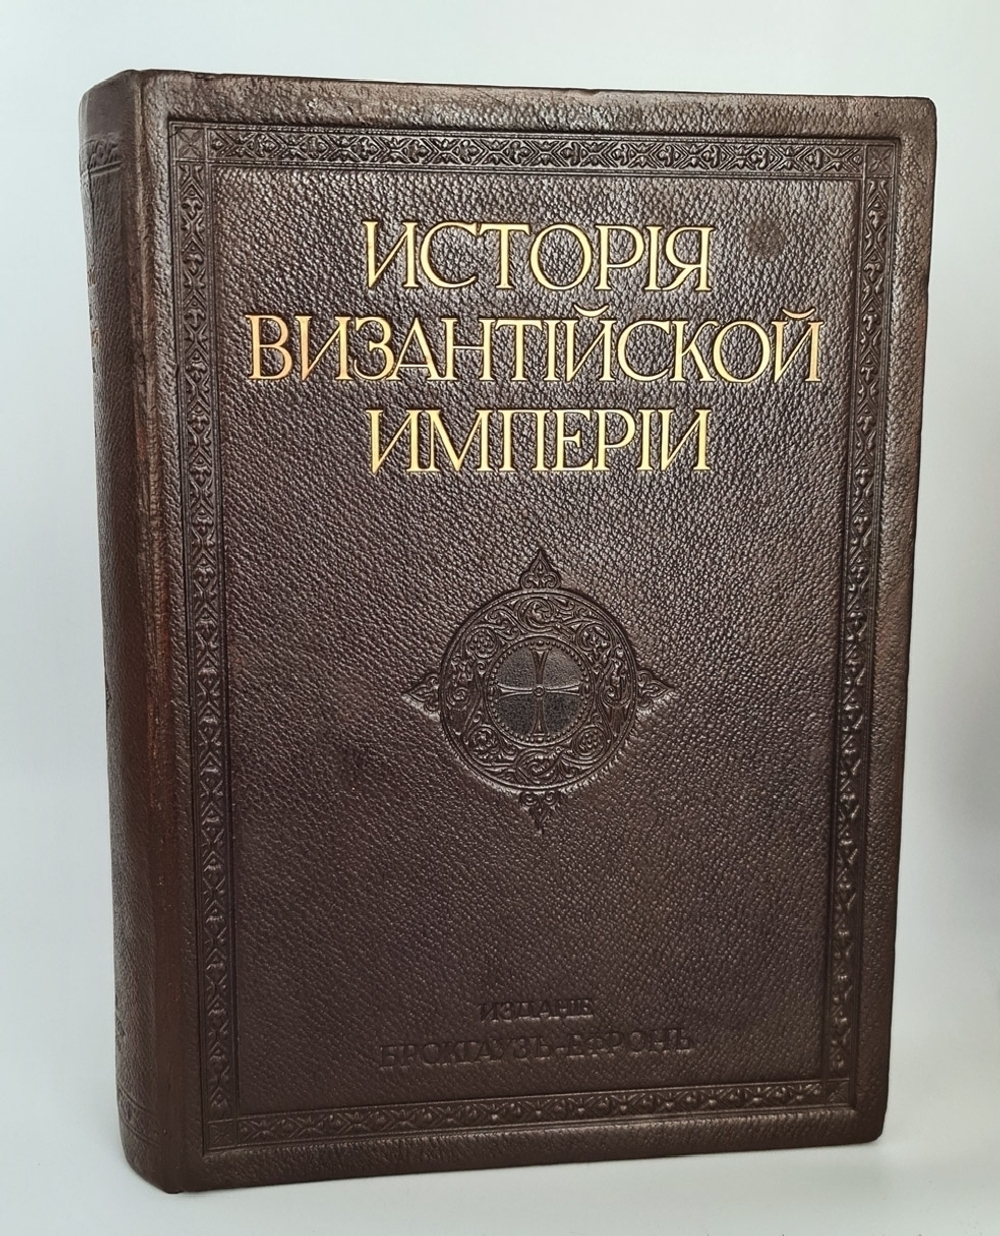 ИСТОРІЯ
ВИЗАНТІЙСКОЙ
ИМПЕРІИ
ИЗДАНІЕ
БРОКГАУЗЪ-ЕФРОНЪ